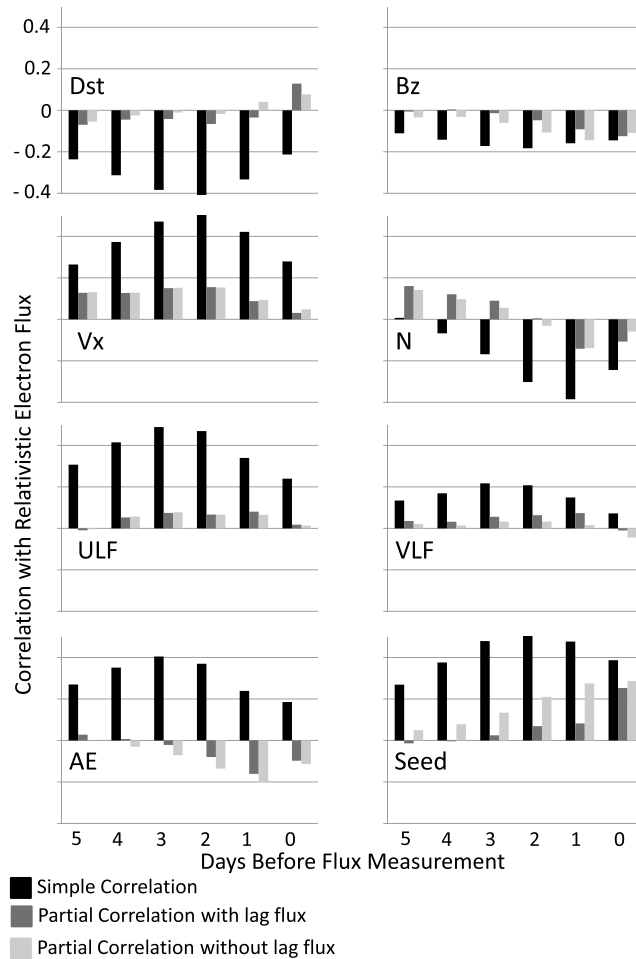 0.4
0.2
0
- 0.2
- 0.4
Correlation with Relativistic Electron Flux
Dst
Bz
Vx
N
ULF
VLF
AE
Seed
5 4 3 2 1 0
5 4 3 2 1 0
Days Before Flux Measurement
Simple Correlation
Partial Correlation with lag flux
Partial Correlation without lag flux